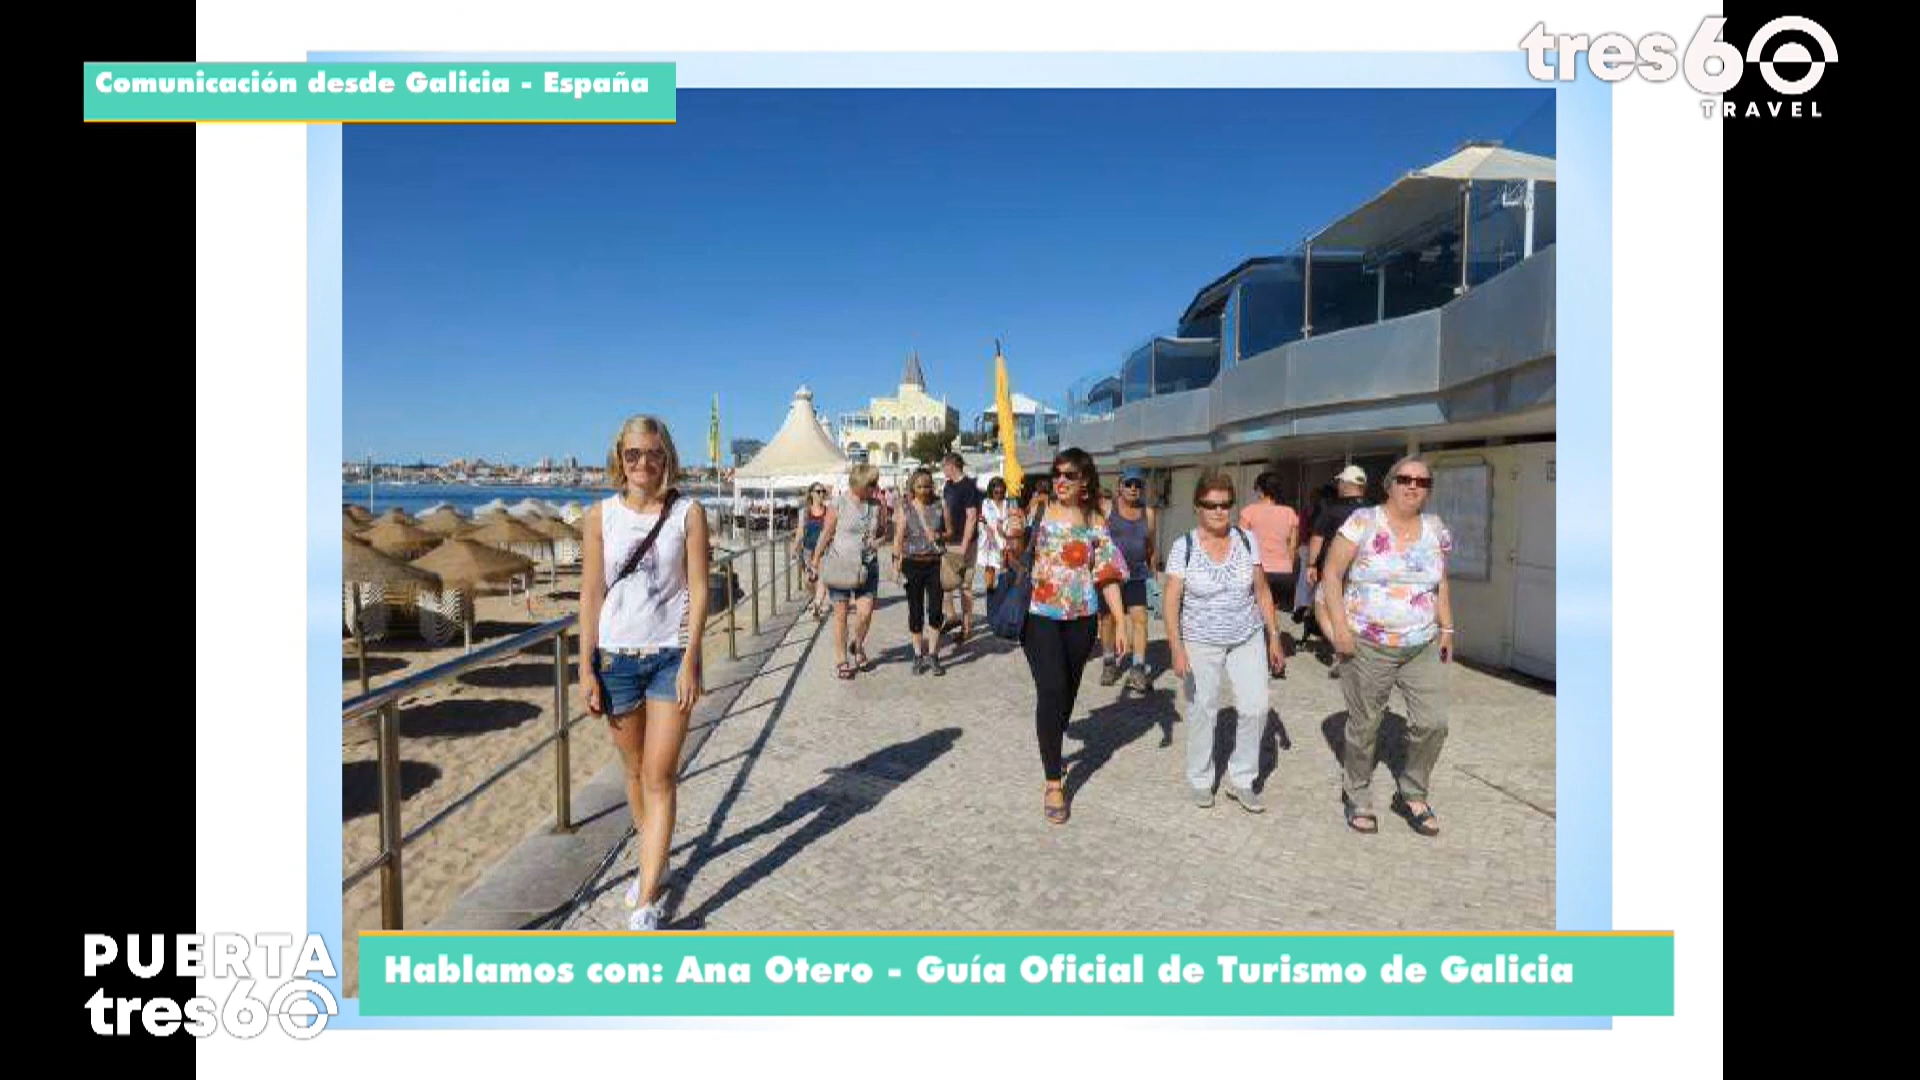 Comunicación desde Galicia - España
tres60
TRAVEL
PUERTA
tres60
Hablamos con: Ana Otero - Guía Oficial de Turismo de Galicia